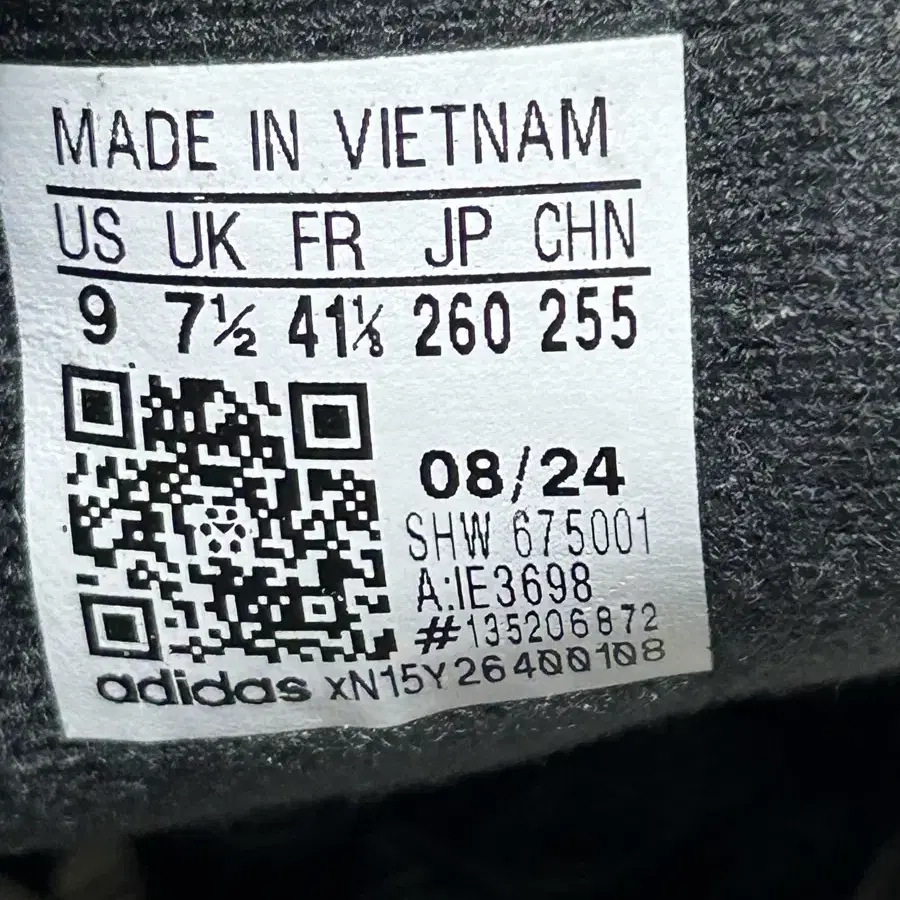 MADE IN VIETNAM
US UK FR JP CHN
9 7½ 41⅓ 260 255
08/24
SHW 675001
A:IE3698
#135206872
adidas XN15Y26400108